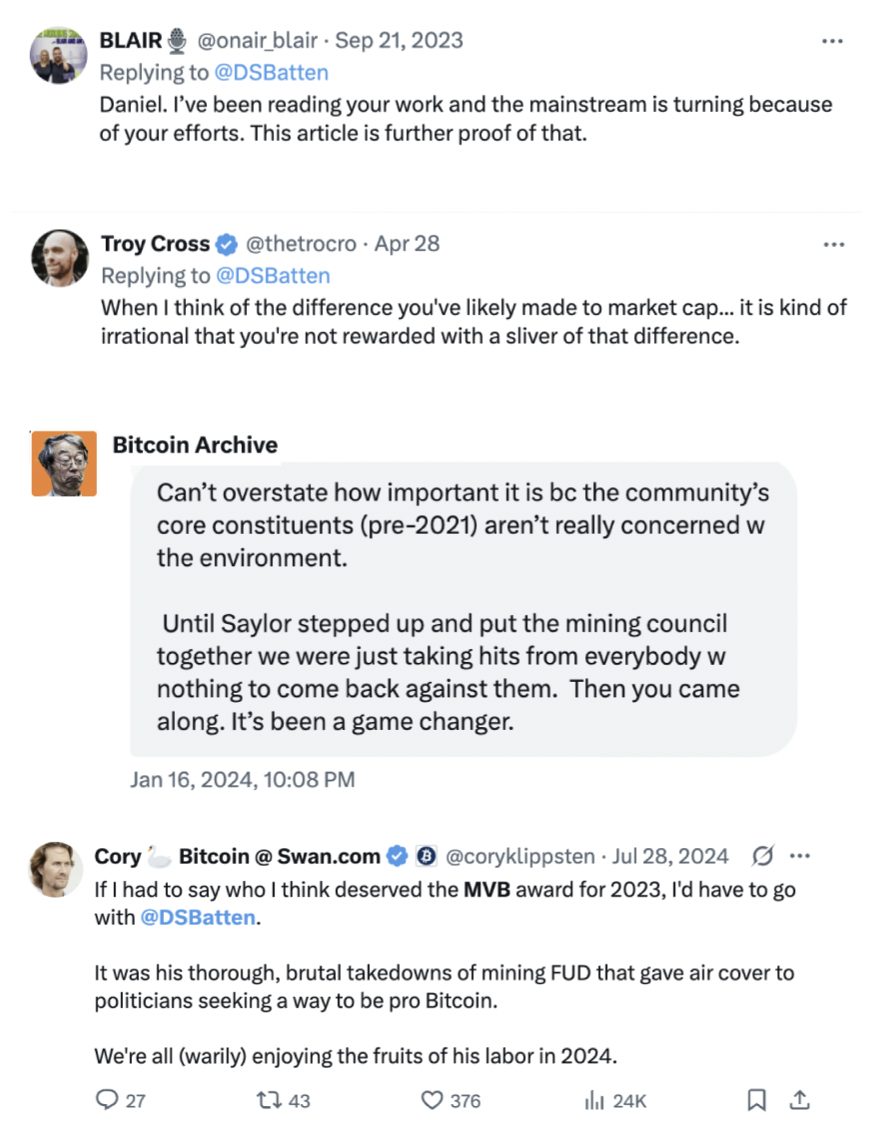 BLAIR🎙 @onair_blair · Sep 21, 2023
Replying to @DSBatten
Daniel. I’ve been reading your work and the mainstream is turning because
of your efforts. This article is further proof of that.
Troy Cross @thetrocro · Apr 28
Replying to @DSBatten
When I think of the difference you've likely made to market cap... it is kind of
irrational that you're not rewarded with a sliver of that difference.
Bitcoin Archive
Can’t overstate how important it is bc the community’s
core constituents (pre-2021) aren’t really concerned w
the environment.
Until Saylor stepped up and put the mining council
together we were just taking hits from everybody w
nothing to come back against them. Then you came
along. It’s been a game changer.
Jan 16, 2024, 10:08 PM
Cory 🦢 Bitcoin @ Swan.com @coryklippsten · Jul 28, 2024
If I had to say who I think deserved the MVB award for 2023, I'd have to go
with @DSBatten.
It was his thorough, brutal takedowns of mining FUD that gave air cover to
politicians seeking a way to be pro Bitcoin.
We're all (warily) enjoying the fruits of his labor in 2024.
27 43 376 24K